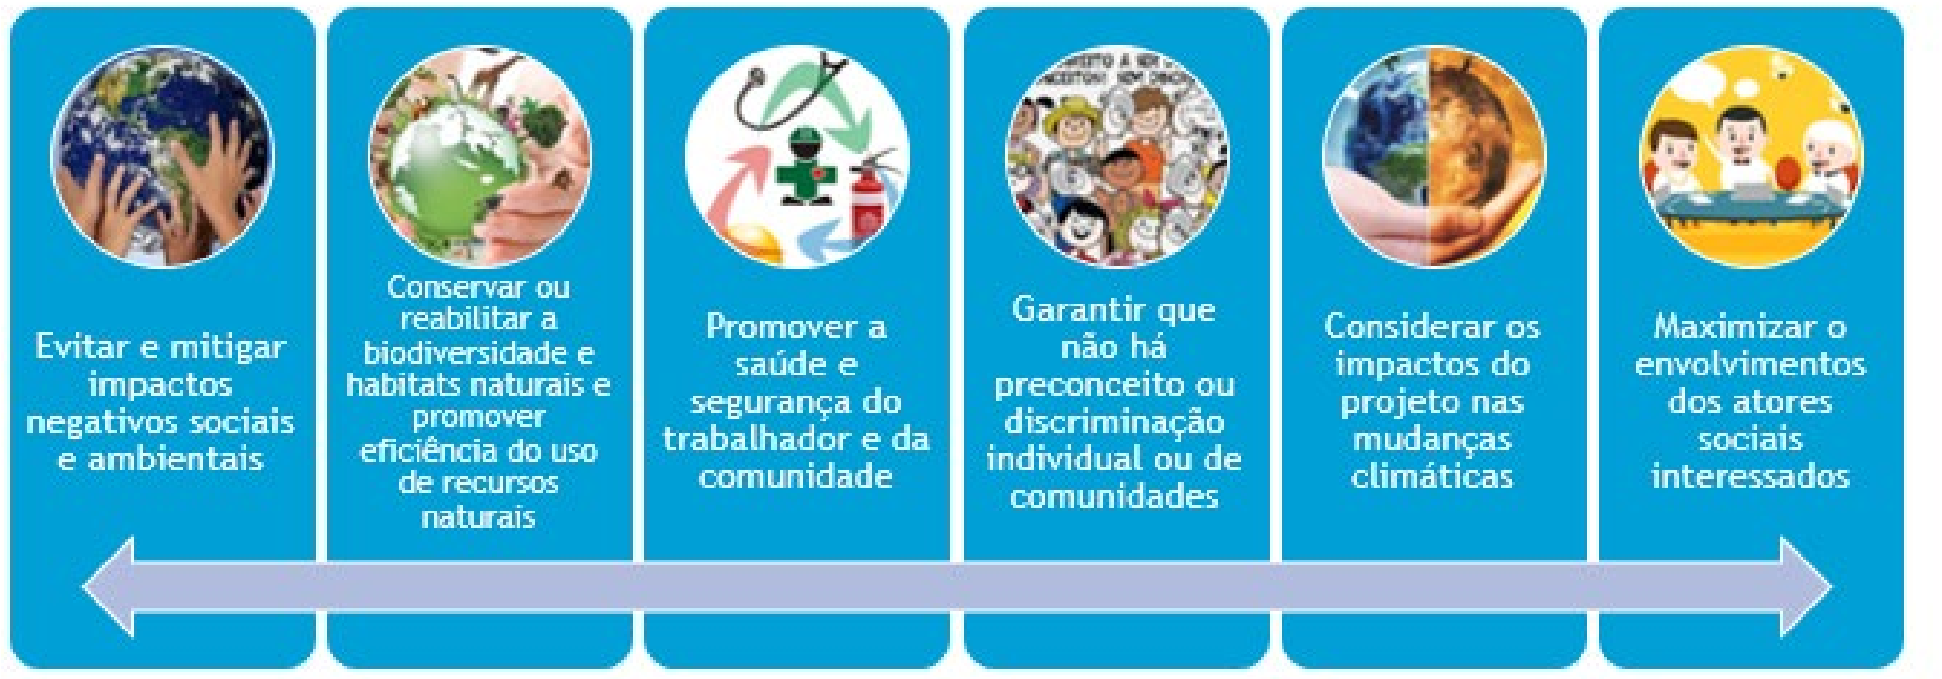 Evitar e mitigar
impactos
negativos sociais
e ambientais
Conservar ou
reabilitar a
biodiversidade e
habitats naturais e
promover
eficiência do uso
de recursos
naturais
Promover a
saúde e
segurança do
trabalhador e da
comunidade
Garantir que
não há
preconceito ou
discriminação
individual ou de
comunidades
Considerar os
impactos do
projeto nas
mudanças
climáticas
Maximizar o
envolvimentos
dos atores
sociais
interessados